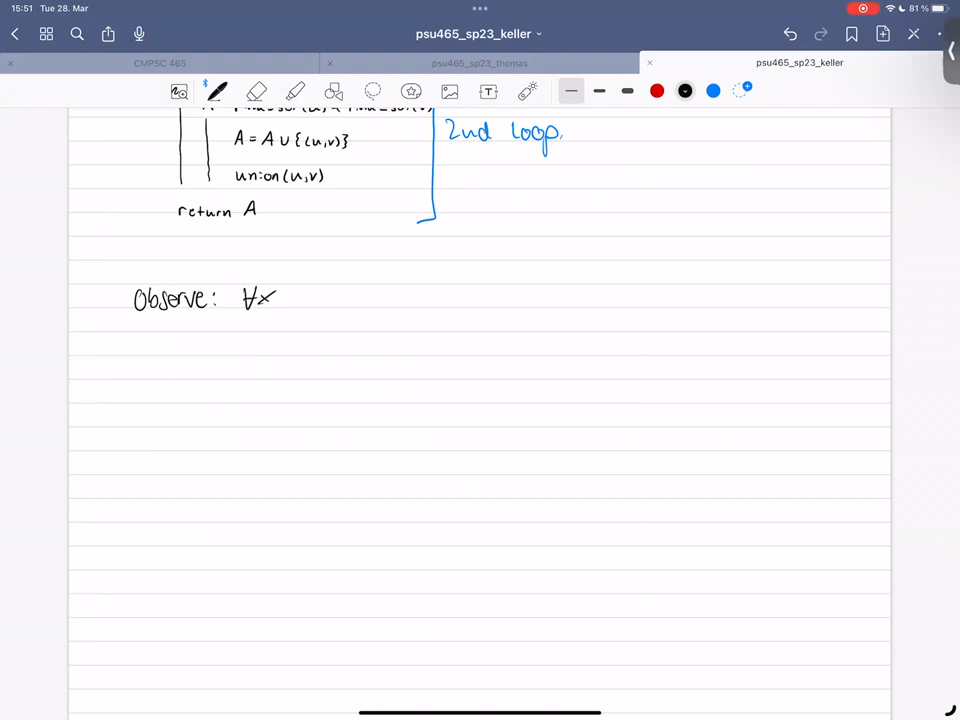 15:51 Tue 28. Mar
81 %
psu465_sp23_keller
CMPSC 465
psu465_sp23_thomas
psu465_sp23_keller
A = A ∪ {(u,v)}
union(u,v)
return A
2nd loop.
Observe: ∀x